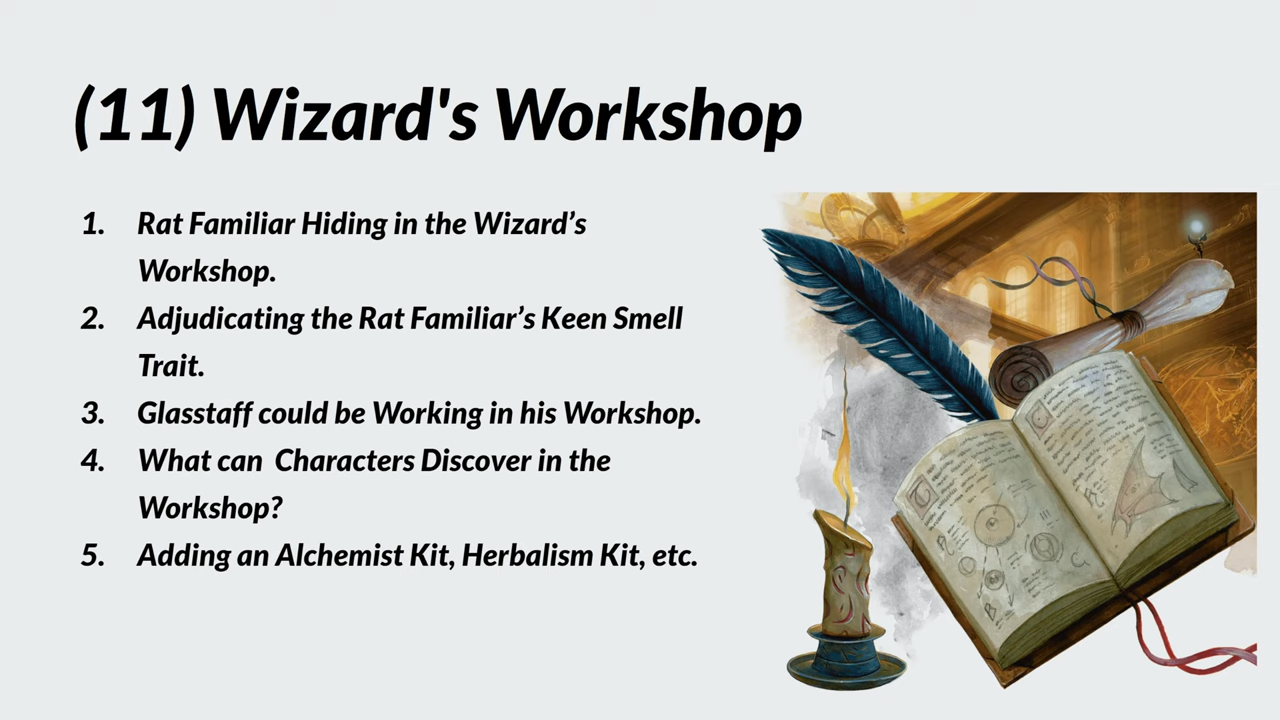 (11) Wizard's Workshop
1. Rat Familiar Hiding in the Wizard’s
Workshop.
2. Adjudicating the Rat Familiar’s Keen Smell
Trait.
3. Glasstaff could be Working in his Workshop.
4. What can  Characters Discover in the
Workshop?
5. Adding an Alchemist Kit, Herbalism Kit, etc.